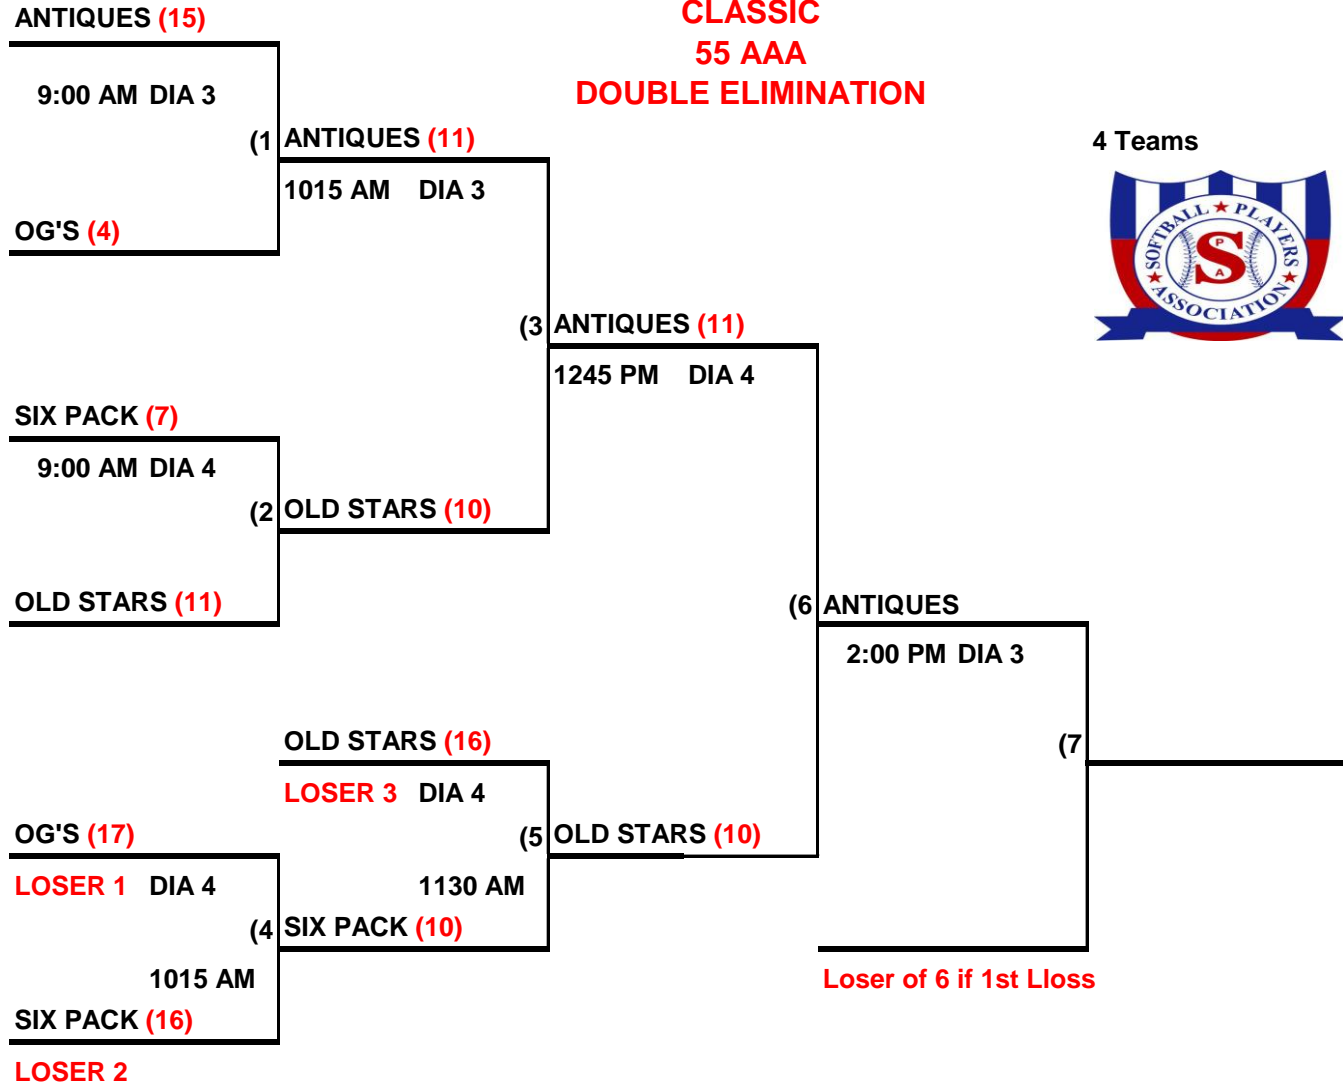 ANTIQUES (15)
CLASSIC
55 AAA
DOUBLE ELIMINATION
9:00 AM DIA 3
(1 ANTIQUES (11)
4 Teams
1015 AM DIA 3
OG'S (4)
SOFTBALL ★ PLAYERS
S
P
A
★ ASSOCIATION ★
(3 ANTIQUES (11)
1245 PM DIA 4
SIX PACK (7)
9:00 AM DIA 4
(2 OLD STARS (10)
OLD STARS (11)
(6 ANTIQUES
2:00 PM DIA 3
OLD STARS (16)
(7
LOSER 3 DIA 4
OG'S (17)
(5 OLD STARS (10)
LOSER 1 DIA 4
1130 AM
(4 SIX PACK (10)
1015 AM
Loser of 6 if 1st Lloss
SIX PACK (16)
LOSER 2